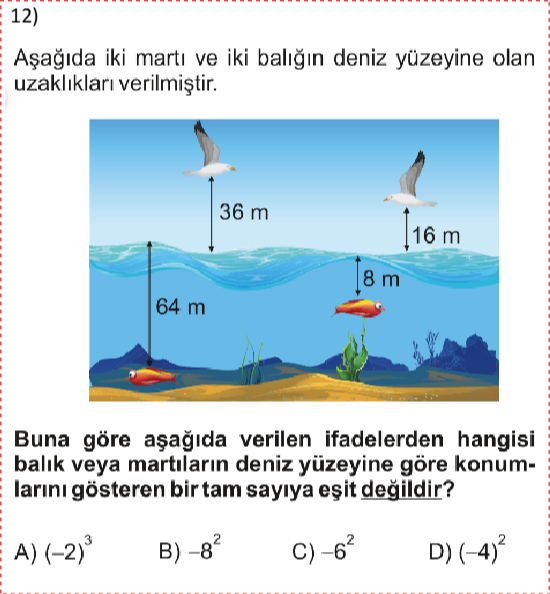 12)
Aşağıda iki martı ve iki balığın deniz yüzeyine olan
uzaklıkları verilmiştir.
36 m
16 m
8 m
64 m
Buna göre aşağıda verilen ifadelerden hangisi
balık veya martıların deniz yüzeyine göre konum-
larını gösteren bir tam sayıya eşit değildir?
A) (–2)³ B) –8² C) –6² D) (–4)²